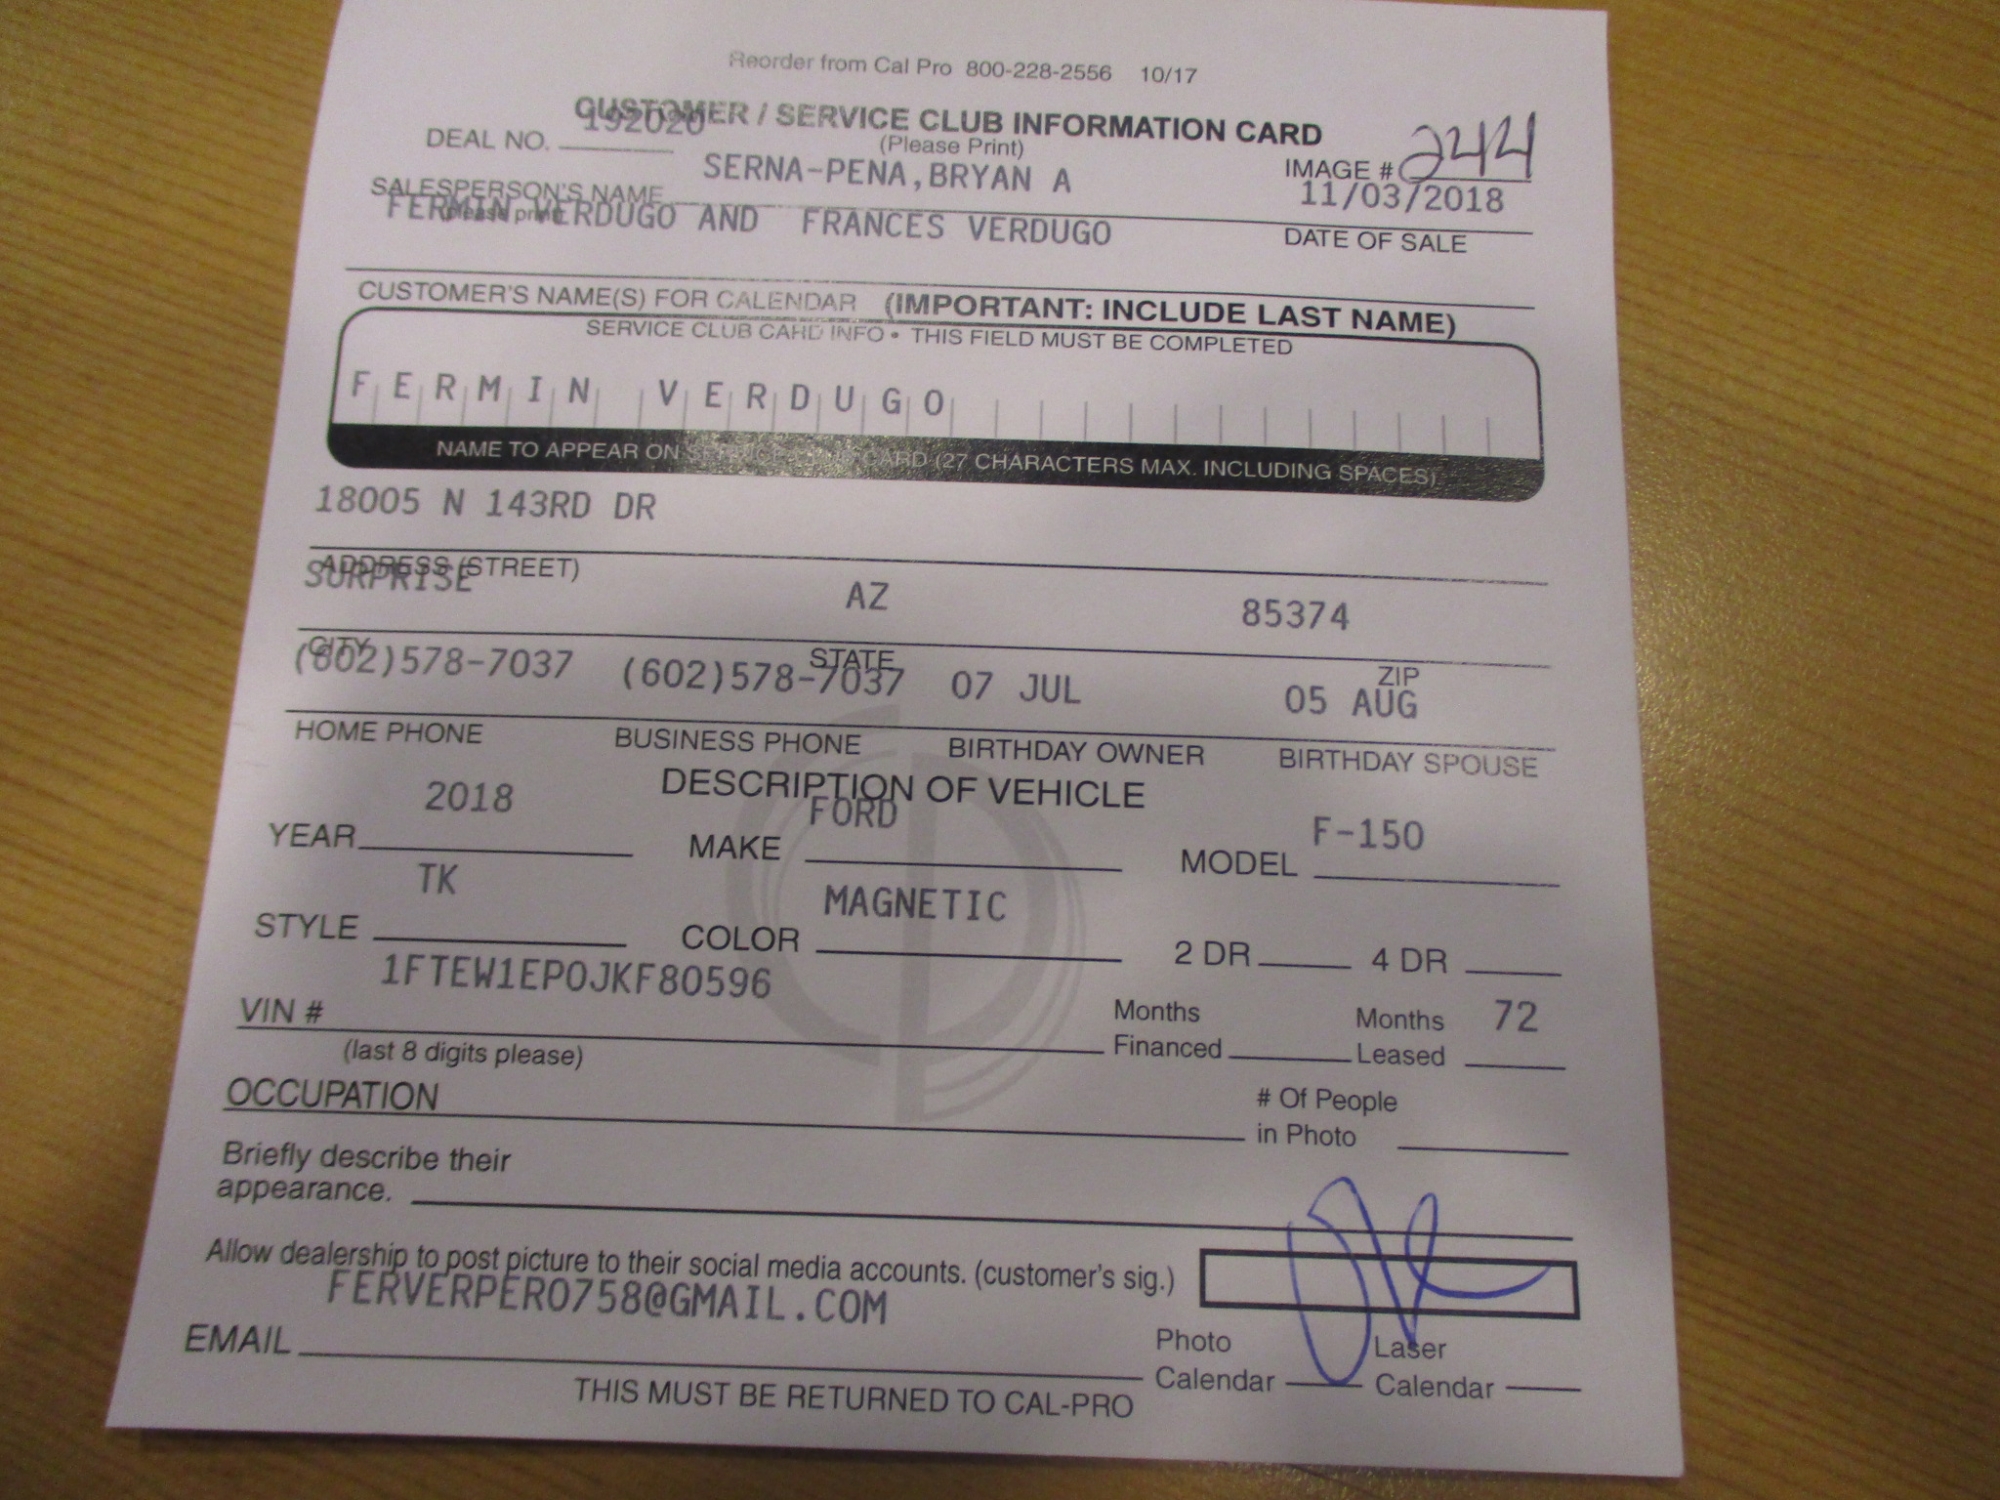 Reorder from Cal Pro 800-228-2556 10/17
CUSTOMER / SERVICE CLUB INFORMATION CARD
(Please Print)
DEAL NO. 192020
IMAGE # 244
SALESPERSON'S NAME SERNA-PENA, BRYAN A
(please print)
11/03/2018
DATE OF SALE
FERMIN VERDUGO AND FRANCES VERDUGO
CUSTOMER'S NAME(S) FOR CALENDAR (IMPORTANT: INCLUDE LAST NAME)
SERVICE CLUB CARD INFO • THIS FIELD MUST BE COMPLETED
FERMIN VERDUGO
NAME TO APPEAR ON SERVICE CLUB CARD (27 CHARACTERS MAX. INCLUDING SPACES)
18005 N 143RD DR
ADDRESS (STREET)
SURPRISE AZ 85374
CITY STATE ZIP
(602)578-7037 (602)578-7037 07 JUL 05 AUG
HOME PHONE BUSINESS PHONE BIRTHDAY OWNER BIRTHDAY SPOUSE
DESCRIPTION OF VEHICLE
YEAR 2018 MAKE FORD MODEL F-150
STYLE TK COLOR MAGNETIC 2 DR 4 DR
VIN # 1FTEW1EP0JKF80596
(last 8 digits please)
Months Financed Months Leased 72
OCCUPATION
# Of People in Photo
Briefly describe their
appearance.
Allow dealership to post picture to their social media accounts. (customer's sig.)
EMAIL FERVERPERO758@GMAIL.COM
Photo Calendar Laser Calendar
THIS MUST BE RETURNED TO CAL-PRO